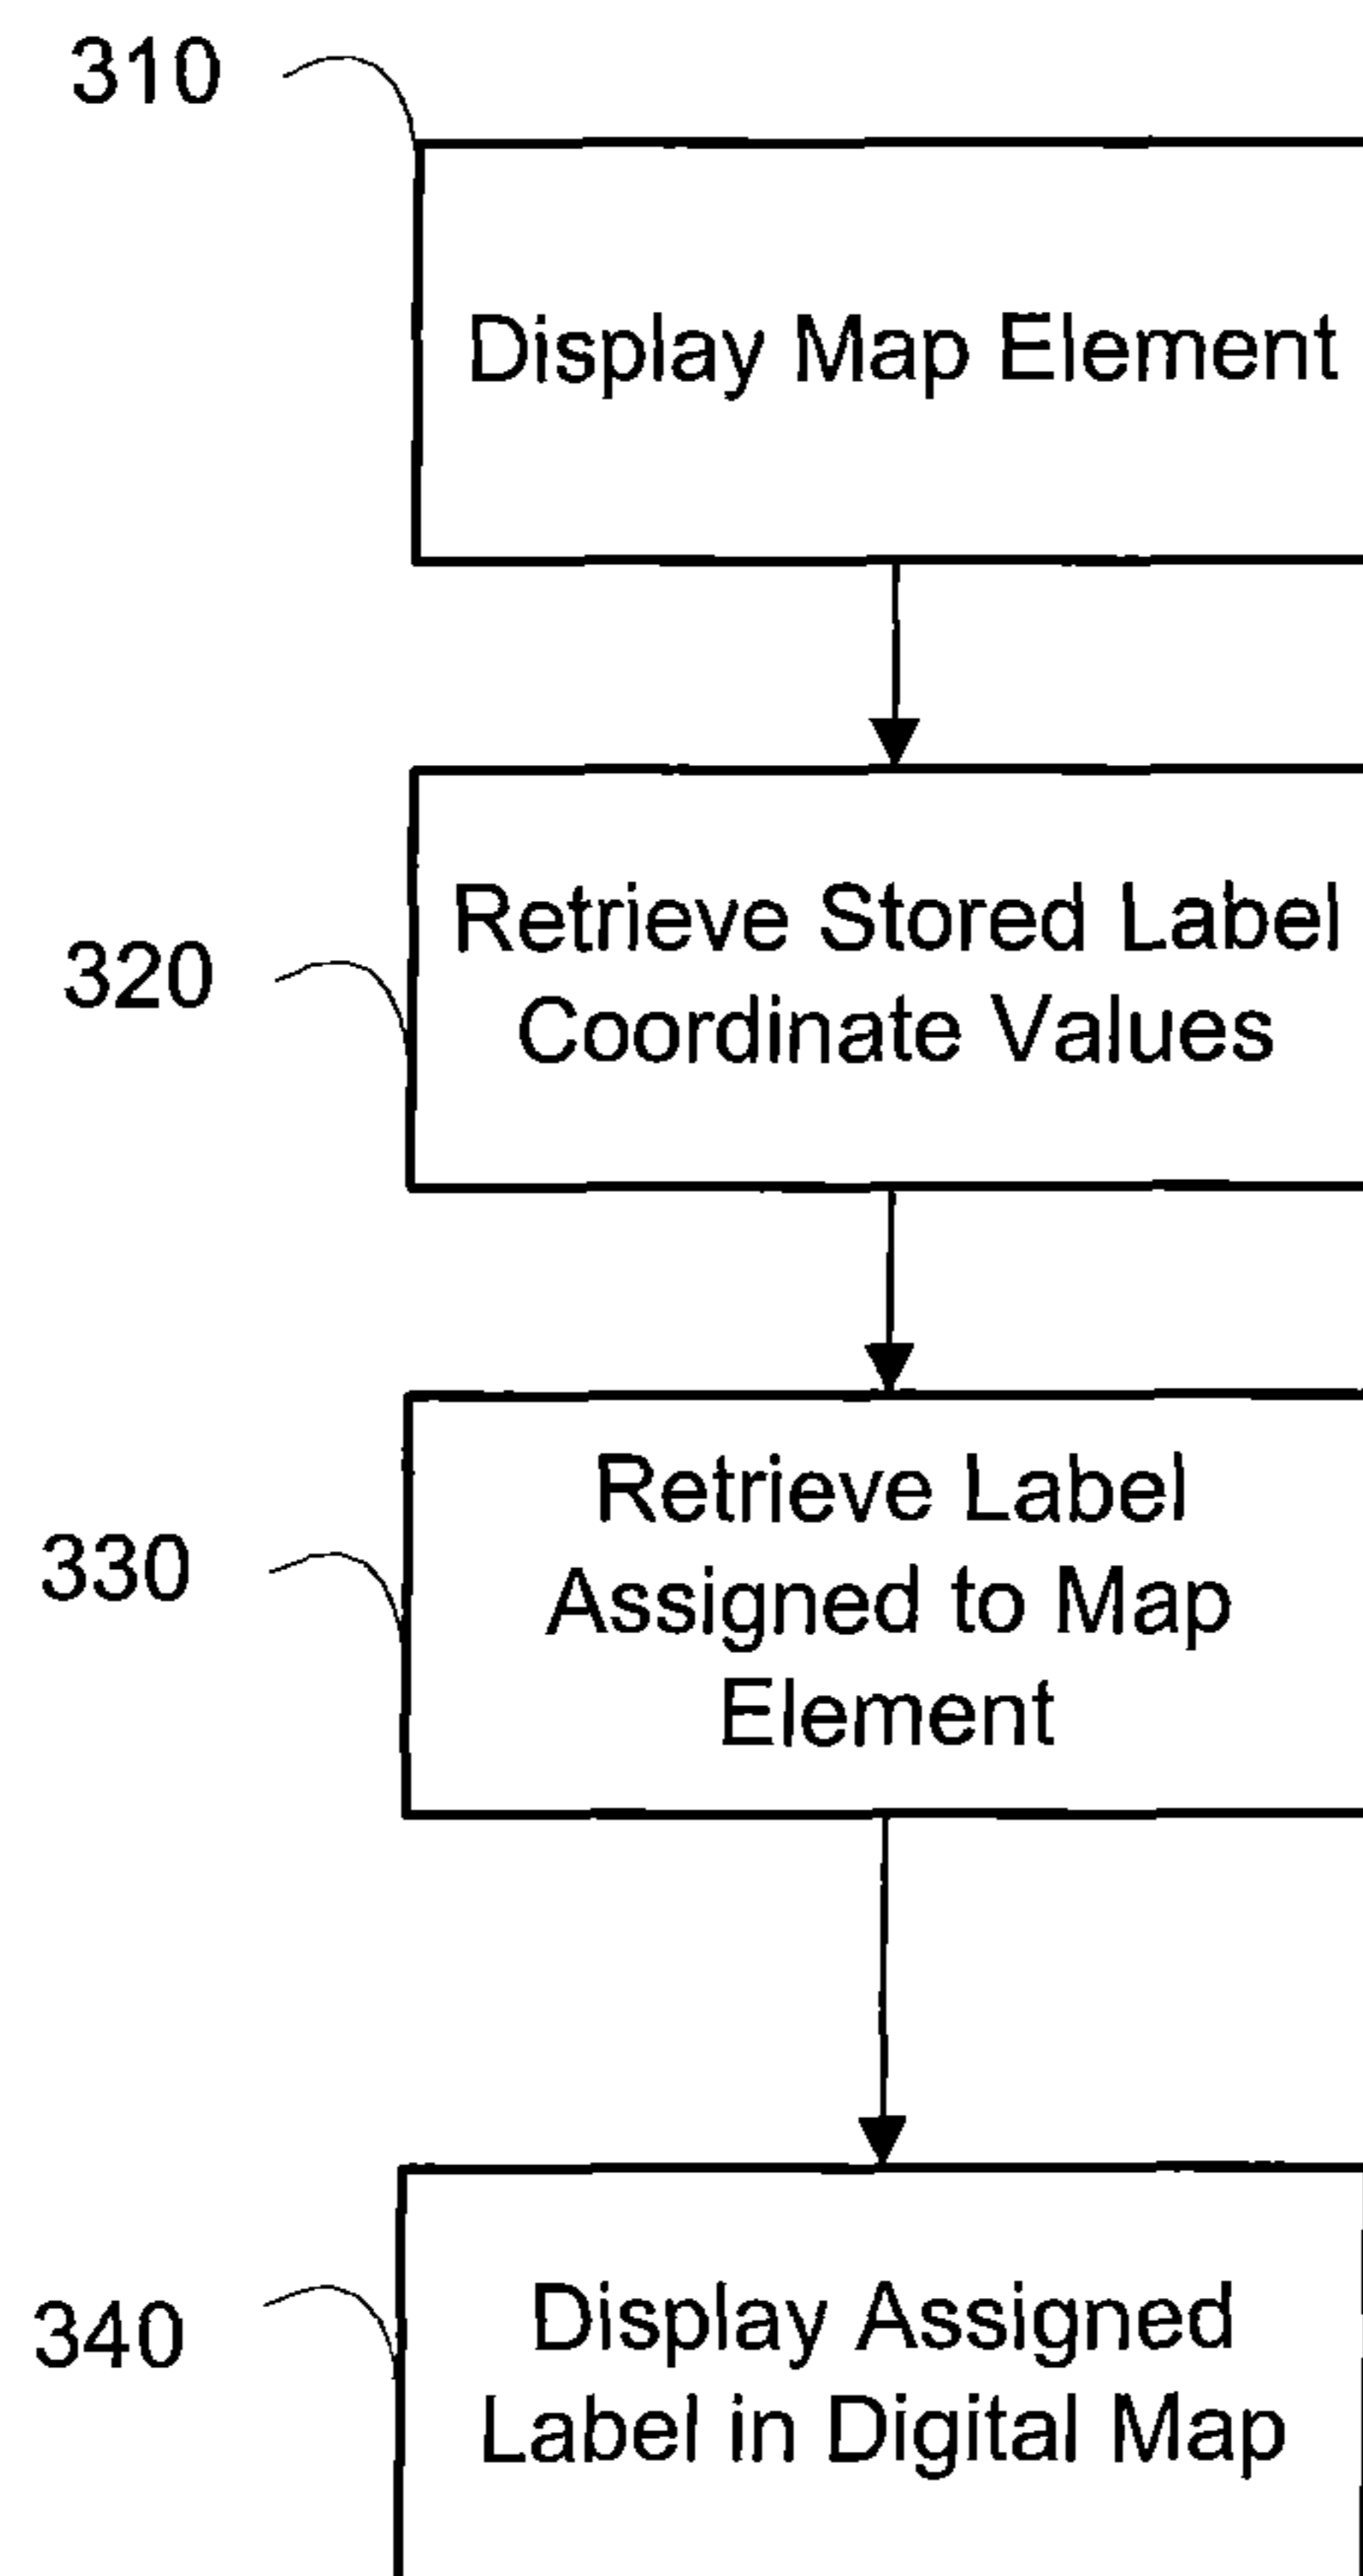 310
Display Map Element
320
Retrieve Stored Label
Coordinate Values
330
Retrieve Label
Assigned to Map
Element
340
Display Assigned
Label in Digital Map